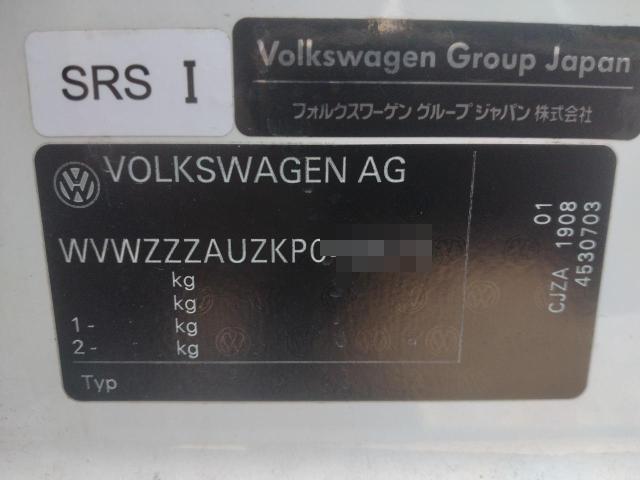 SRS I
Volkswagen Group Japan
フォルクスワーゲン グループ ジャパン 株式会社
VOLKSWAGEN AG
WVWZZZAUZKP0
kg
kg
1- kg
2- kg
Typ
01
CJZA 1908
4530703